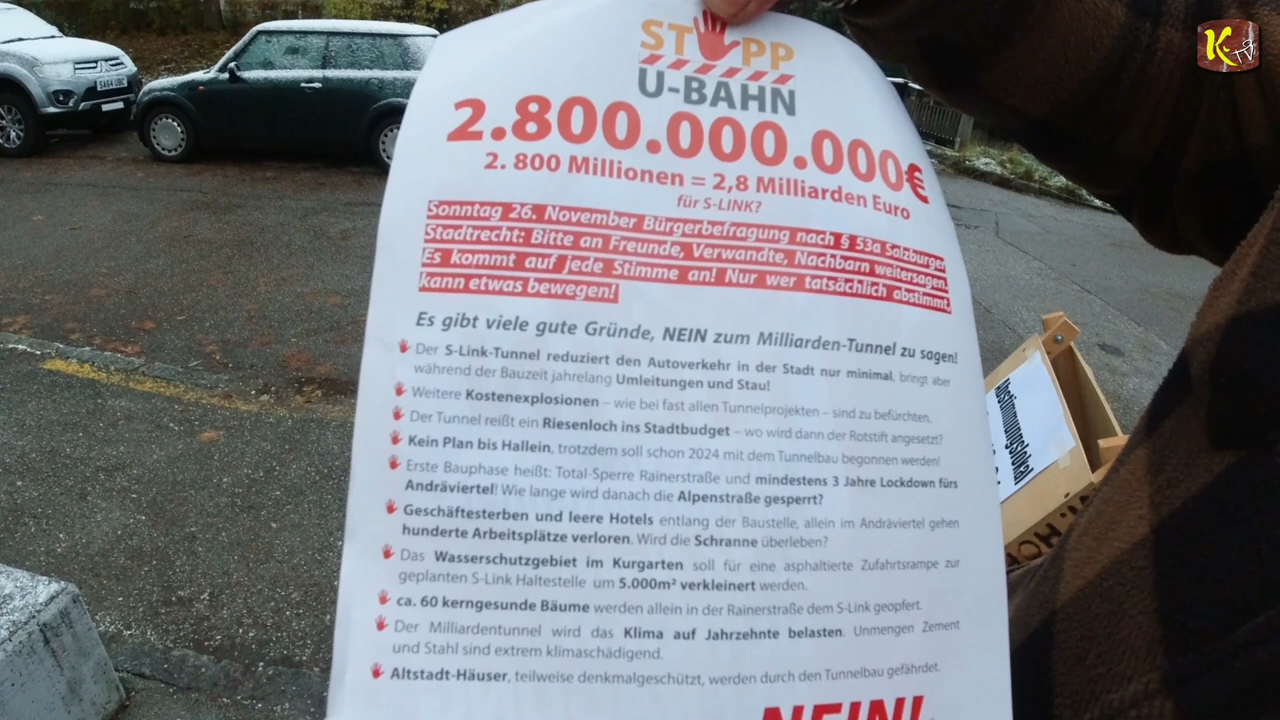 K
TV
ST PP
U-BAHN
2.800.000.000€
2. 800 Millionen = 2,8 Milliarden Euro
für S-LINK?
Sonntag 26. November Bürgerbefragung nach § 53a Salzburger
Stadtrecht: Bitte an Freunde, Verwandte, Nachbarn weitersagen.
Es kommt auf jede Stimme an! Nur wer tatsächlich abstimmt,
kann etwas bewegen!
Es gibt viele gute Gründe, NEIN zum Milliarden-Tunnel zu sagen!
Der S-Link-Tunnel reduziert den Autoverkehr in der Stadt nur minimal, bringt aber
während der Bauzeit jahrelang Umleitungen und Stau!
Weitere Kostenexplosionen – wie bei fast allen Tunnelprojekten – sind zu befürchten.
Der Tunnel reißt ein Riesenloch ins Stadtbudget – wo wird dann der Rotstift angesetzt?
Kein Plan bis Hallein, trotzdem soll schon 2024 mit dem Tunnelbau begonnen werden!
Erste Bauphase heißt: Total-Sperre Rainerstraße und mindestens 3 Jahre Lockdown fürs
Andräviertel! Wie lange wird danach die Alpenstraße gesperrt?
Geschäftesterben und leere Hotels entlang der Baustelle, allein im Andräviertel gehen
hunderte Arbeitsplätze verloren. Wird die Schranne überleben?
Das Wasserschutzgebiet im Kurgarten soll für eine asphaltierte Zufahrtsrampe zur
geplanten S-Link Haltestelle um 5.000m² verkleinert werden.
ca. 60 kerngesunde Bäume werden allein in der Rainerstraße dem S-Link geopfert.
Der Milliardentunnel wird das Klima auf Jahrzehnte belasten. Unmengen Zement
und Stahl sind extrem klimaschädigend.
Altstadt-Häuser, teilweise denkmalgeschützt, werden durch den Tunnelbau gefährdet.
NEIN!
Abstimmungslokal